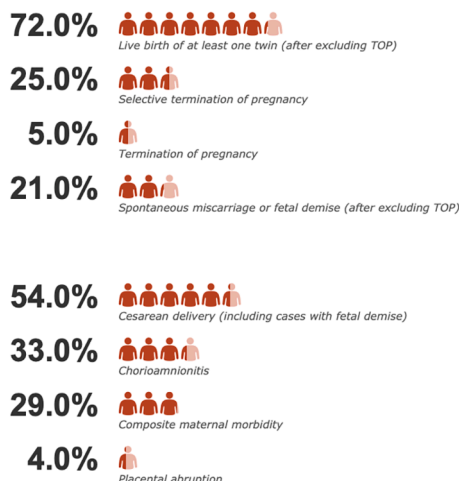 72.0%
Live birth of at least one twin (after excluding TOP)
25.0%
Selective termination of pregnancy
5.0%
Termination of pregnancy
21.0%
Spontaneous miscarriage or fetal demise (after excluding TOP)
54.0%
Cesarean delivery (including cases with fetal demise)
33.0%
Chorioamnionitis
29.0%
Composite maternal morbidity
4.0%
Placental abruption